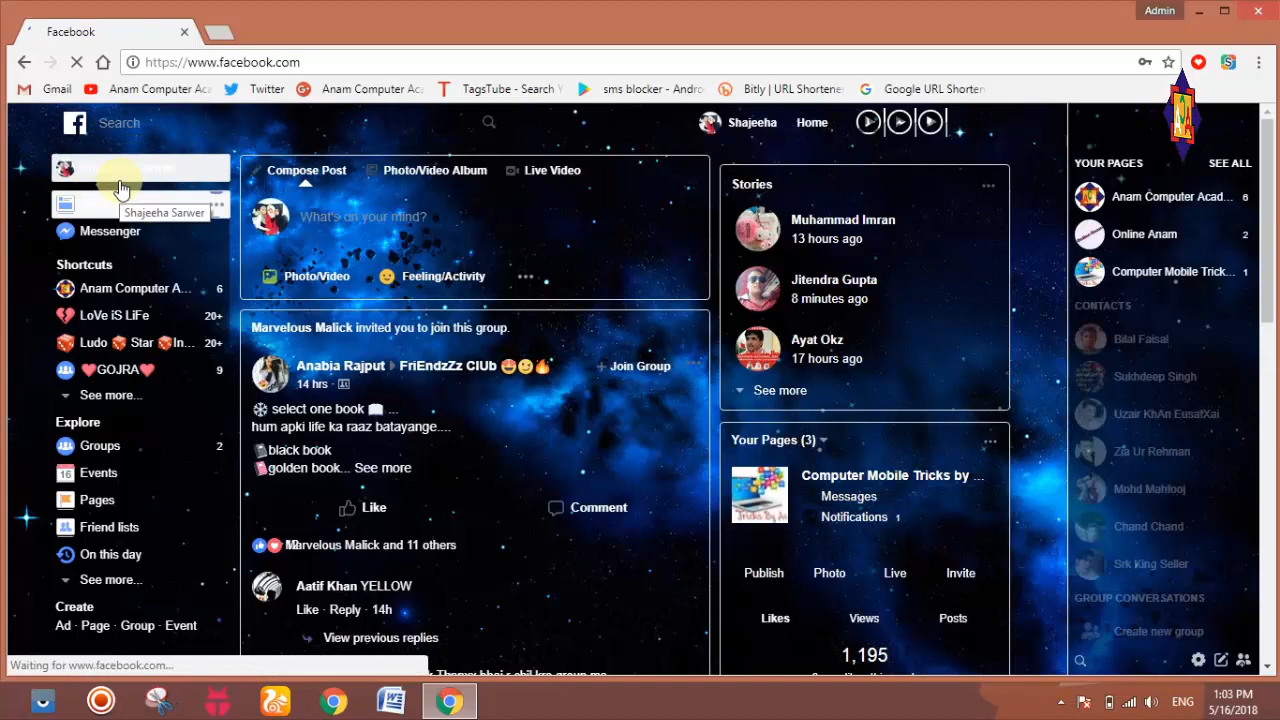 Admin
Facebook
https://www.facebook.com
Gmail Anam Computer Aca Twitter Anam Computer Aca TagsTube - Search Y sms blocker - Andro Bitly | URL Shortene Google URL Shorten
Search
Shajeeha Home
Shajeeha Sarwer
Messenger
Shortcuts
Anam Computer A... 6
LoVe iS LiFe 20+
Ludo 🎲 Star 🎲In... 20+
❤GOJRA❤ 9
See more...
Explore
Groups 2
16 Events
Pages
Friend lists
On this day
See more...
Create
Ad · Page · Group · Event
Compose Post Photo/Video Album Live Video
What's on your mind?
Photo/Video Feeling/Activity
Marvelous Malick invited you to join this group.
Anabia Rajput FriEndzZz ClUb 🤩😉🔥
14 hrs ·
+ Join Group
❄ select one book 📖 ...
hum apki life ka raaz batayange....
black book
golden book... See more
Like Comment
Marvelous Malick and 11 others
Aatif Khan YELLOW
Like · Reply · 14h
View previous replies
Stories
Muhammad Imran
13 hours ago
Jitendra Gupta
8 minutes ago
Ayat Okz
17 hours ago
See more
Your Pages (3)
Computer Mobile Tricks by ...
Messages
Notifications 1
Publish Photo Live Invite
Likes Views Posts
1,195
YOUR PAGES SEE ALL
Anam Computer Acad... 6
Online Anam 2
Computer Mobile Trick... 1
CONTACTS
Bilal Faisal
Sukhdeep Singh
Uzair KhAn EusafXai
Zia Ur Rehman
Mohd Mahlooj
Chand Chand
Srk King Seller
GROUP CONVERSATIONS
Create new group
Waiting for www.facebook.com...
ENG
1:03 PM
5/16/2018